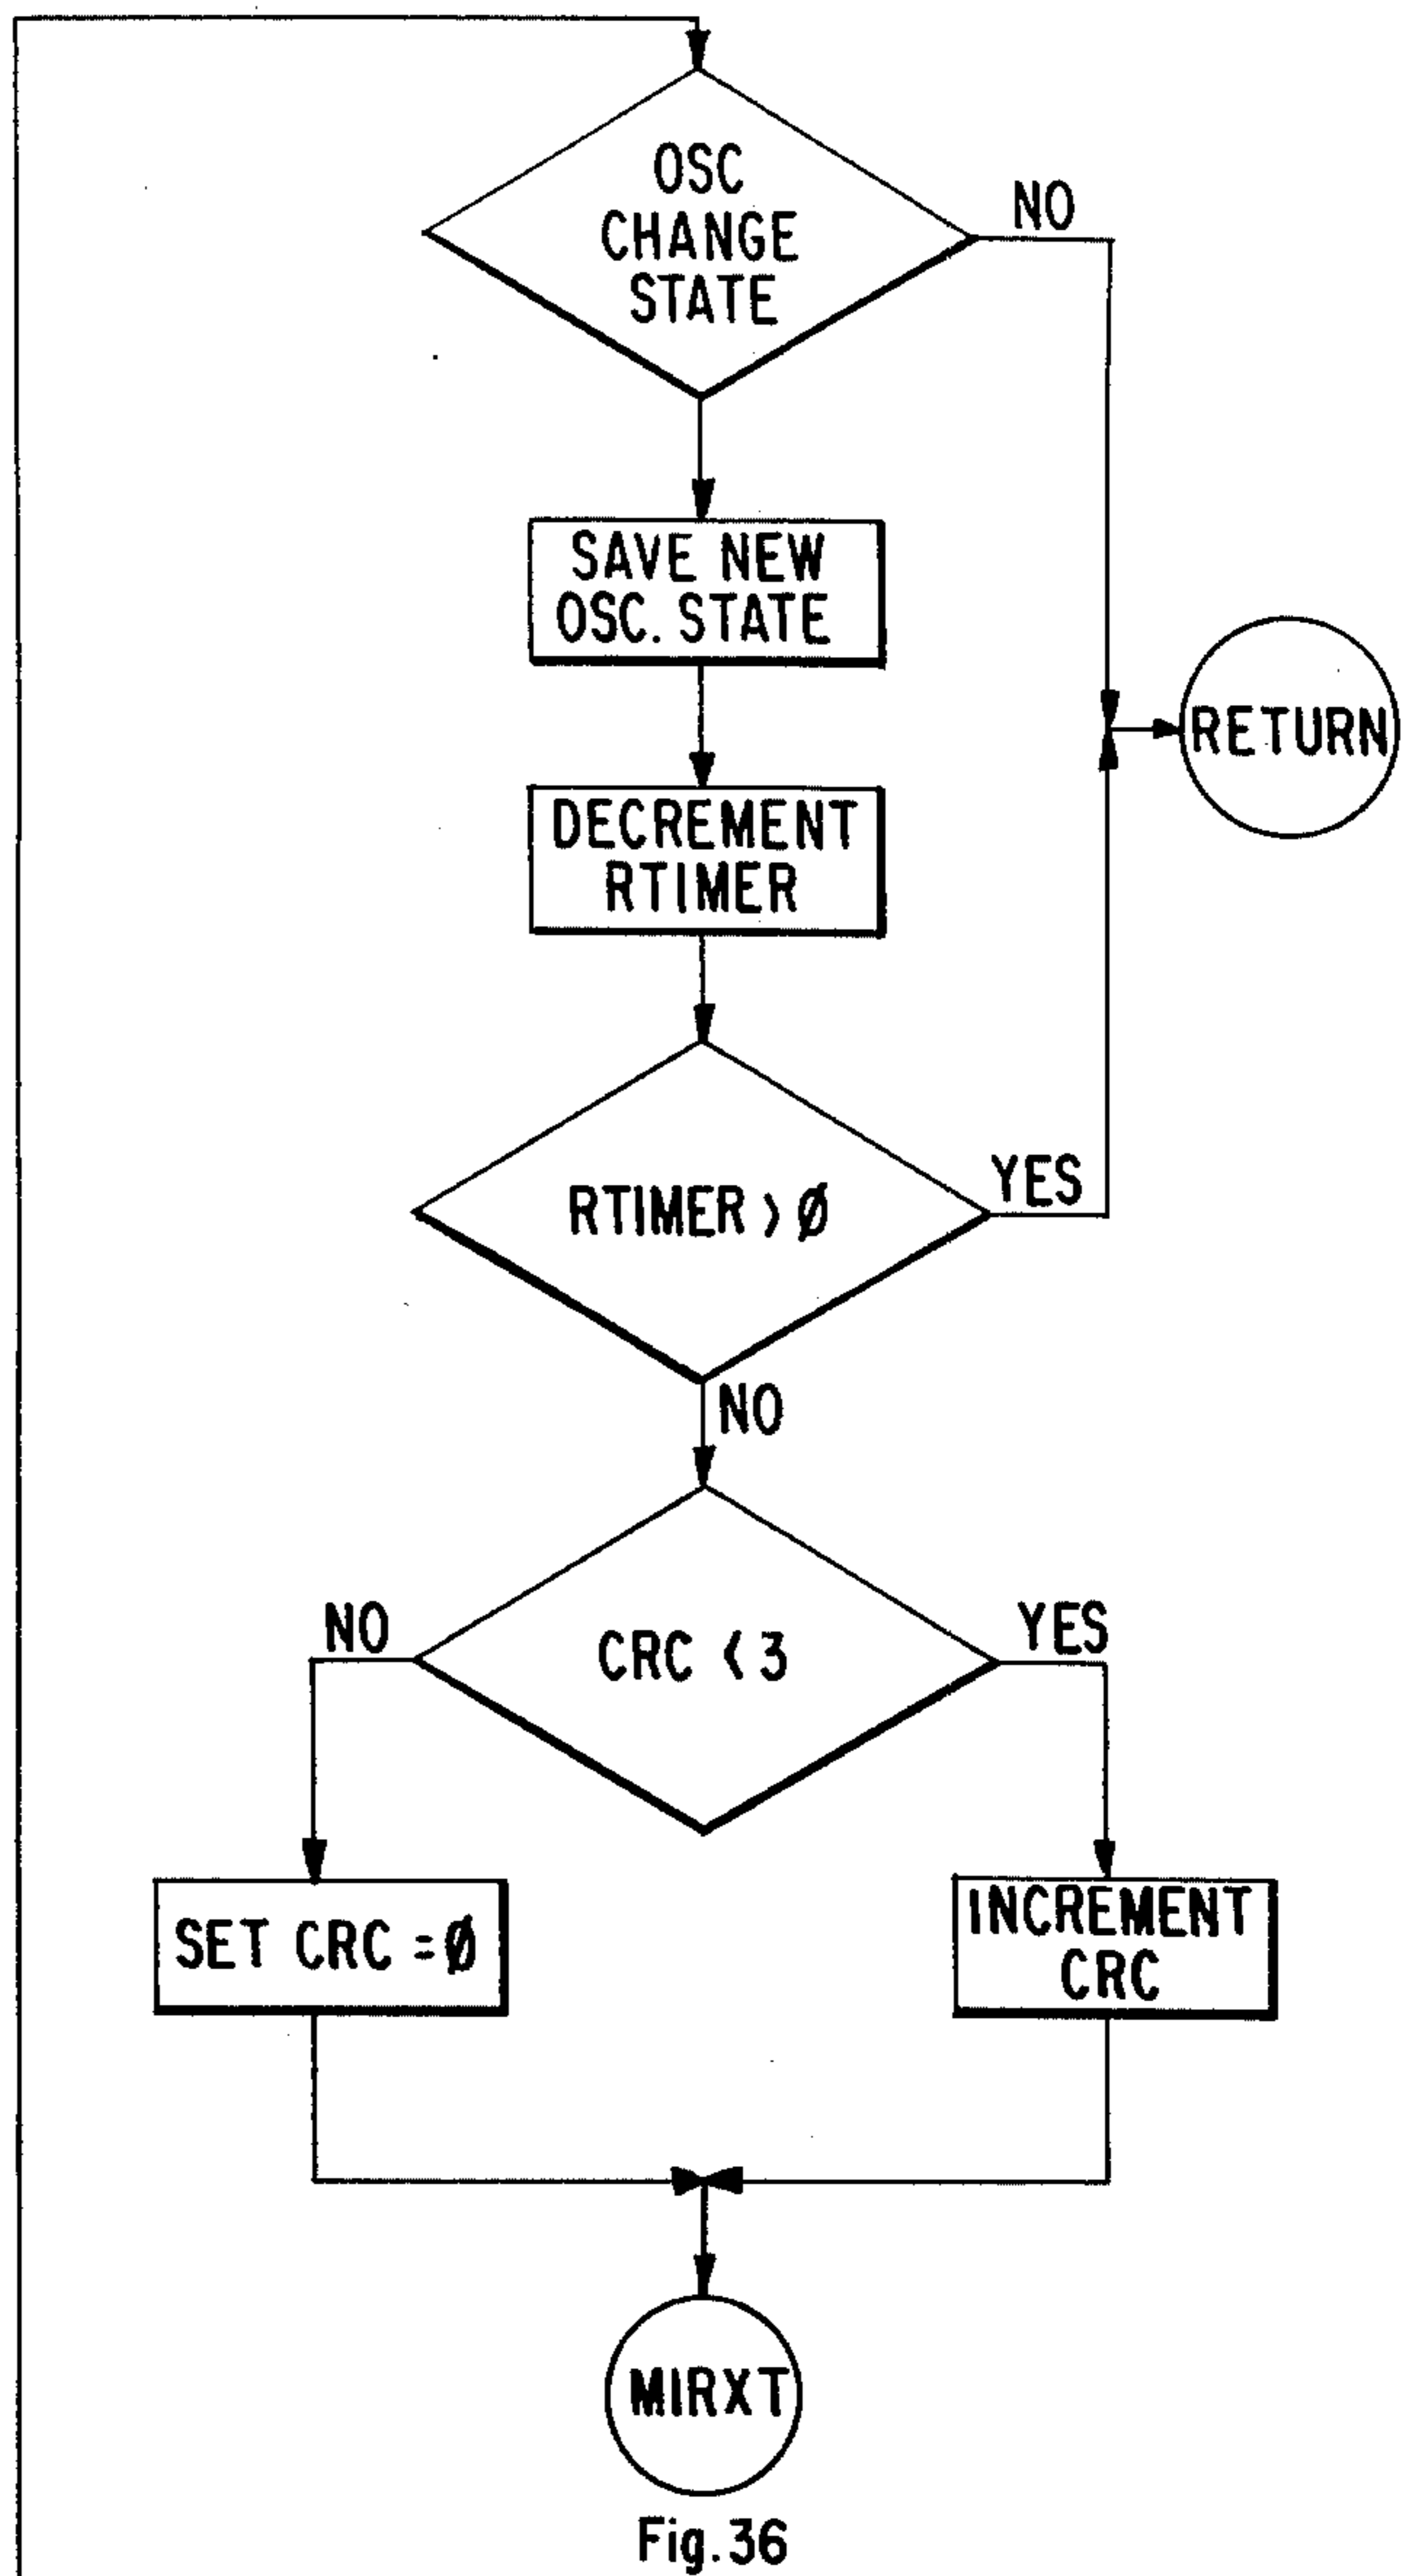 OSC
CHANGE
STATE
NO
SAVE NEW
OSC. STATE
RETURN
DECREMENT
RTIMER
RTIMER > Ø
YES
NO
CRC < 3
NO
YES
SET CRC = Ø
INCREMENT
CRC
MIRXT
Fig. 36